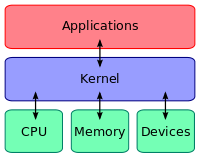 Applications
Kernel
CPU Memory Devices